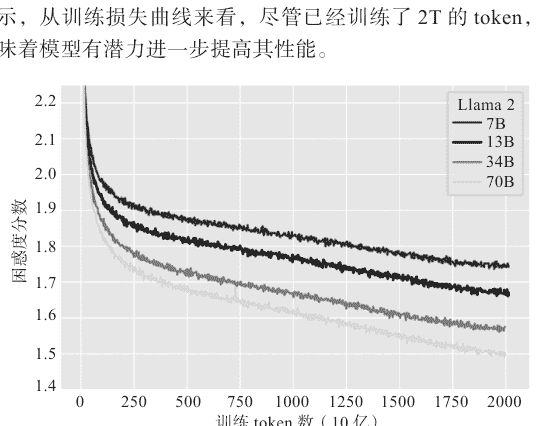 示，从训练损失曲线来看，尽管已经训练了 2T 的 token，
味着模型有潜力进一步提高其性能。
Llama 2
7B
13B
34B
70B
困惑度分数
2.2
2.1
2.0
1.9
1.8
1.7
1.6
1.5
1.4
0 250 500 750 1000 1250 1500 1750 2000
训练 token 数（10 亿）